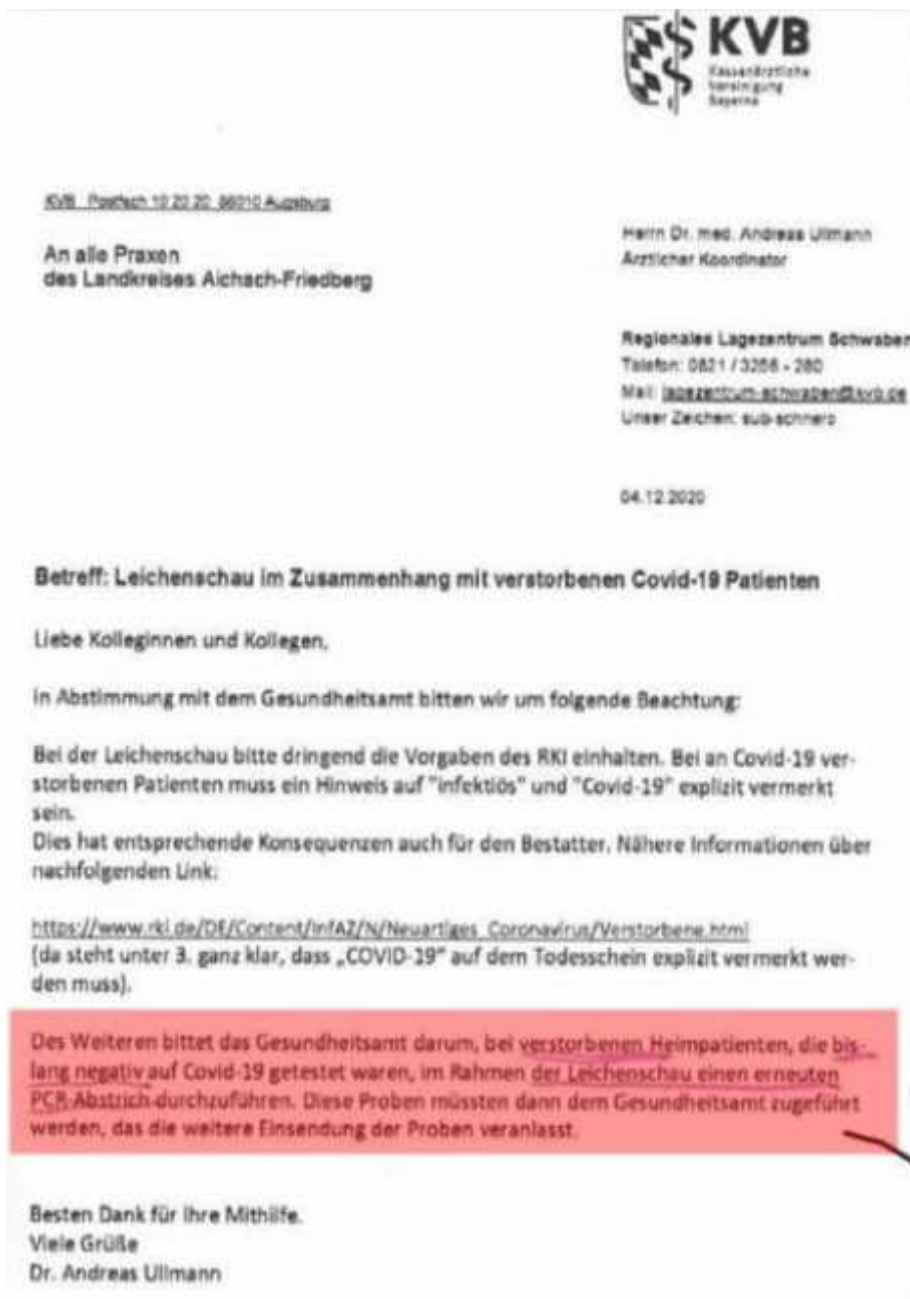 KVB
Kassenärztliche
Vereinigung
Bayerns
KVB Postfach 10 20 20 86010 Augsburg
An alle Praxen
des Landkreises Aichach-Friedberg
Herrn Dr. med. Andreas Ullmann
Ärztlicher Koordinator
Regionales Lagezentrum Schwaben
Telefon: 0821 / 3256 - 280
Mail: lagezentrum-schwaben@kvb.de
Unser Zeichen:
04.12.2020
Betreff: Leichenschau im Zusammenhang mit verstorbenen Covid-19 Patienten
Liebe Kolleginnen und Kollegen,
in Abstimmung mit dem Gesundheitsamt bitten wir um folgende Beachtung:
Bei der Leichenschau bitte dringend die Vorgaben des RKI einhalten. Bei an Covid-19 ver-
storbenen Patienten muss ein Hinweis auf "infektiös" und "Covid-19" explizit vermerkt
sein.
Dies hat entsprechende Konsequenzen auch für den Bestatter. Nähere Informationen über
nachfolgenden Link:
https://www.rki.de/DE/Content/InfAZ/N/Neuartiges_Coronavirus/Verstorbene.html
(da steht unter 3. ganz klar, dass „COVID-19" auf dem Todesschein explizit vermerkt wer-
den muss).
Des Weiteren bittet das Gesundheitsamt darum, bei verstorbenen Heimpatienten, die bis-
lang negativ auf Covid-19 getestet waren, im Rahmen der Leichenschau einen erneuten
PCR-Abstrich durchzuführen. Diese Proben müssten dann dem Gesundheitsamt zugeführt
werden, das die weitere Einsendung der Proben veranlasst.
Besten Dank für Ihre Mithilfe.
Viele Grüße
Dr. Andreas Ullmann